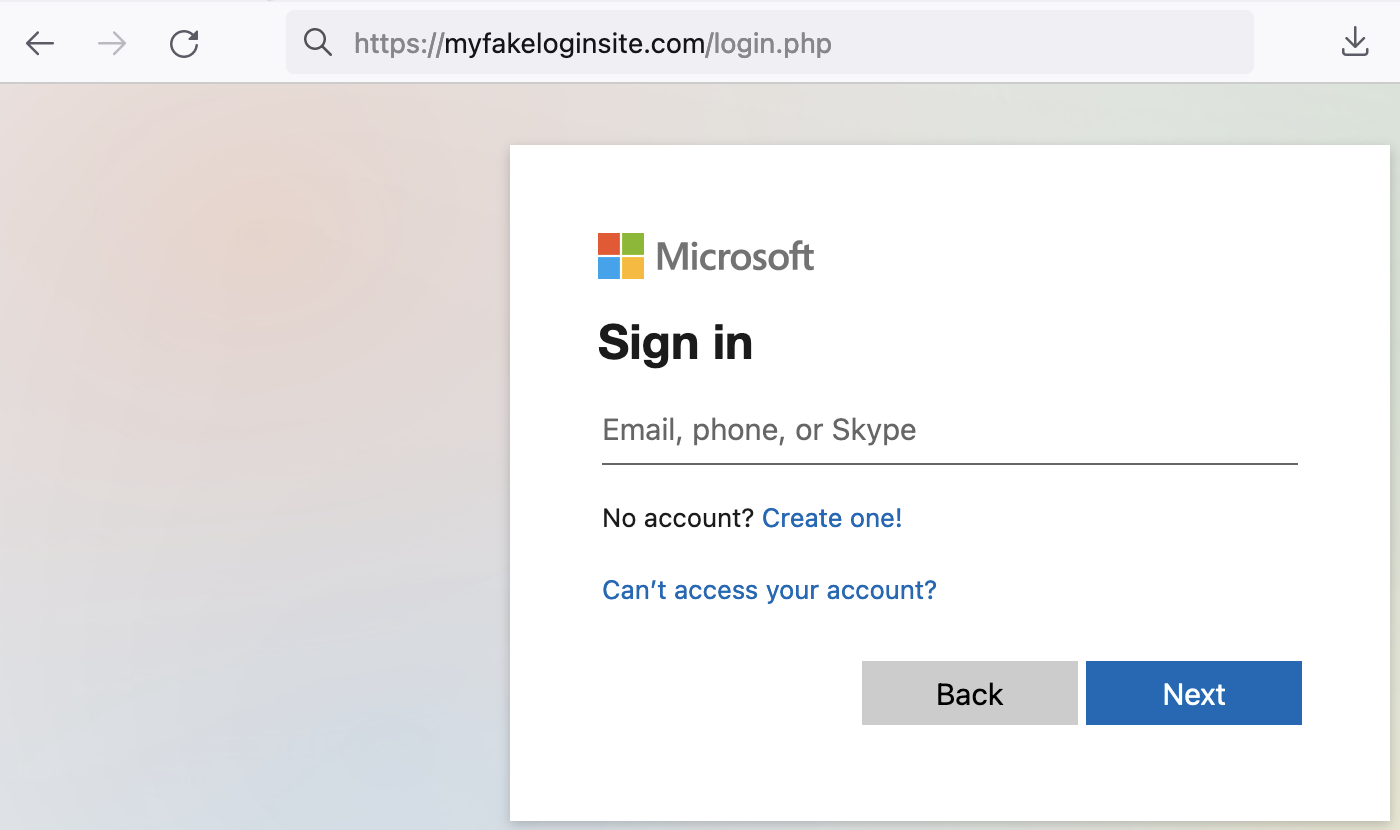 https://myfakeloginsite.com/login.php
Microsoft
Sign in
Email, phone, or Skype
No account? Create one!
Can’t access your account?
Back Next